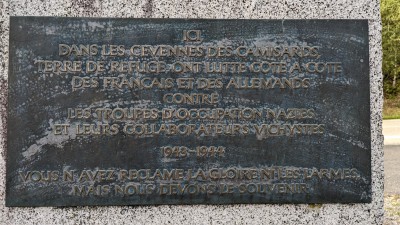 ICI
DANS LES CEVENNES DES CAMISARDS
TERRE DE REFUGE, ONT LUTTE COTE A COTE
DES FRANCAIS ET DES ALLEMANDS
CONTRE
LES TROUPES D'OCCUPATION NAZIES
ET LEURS COLLABORATEURS VICHYSTES
1943-1944
VOUS N'AVEZ RECLAME LA GLOIRE NI LES LARMES
MAIS NOUS DEVONS LE SOUVENIR